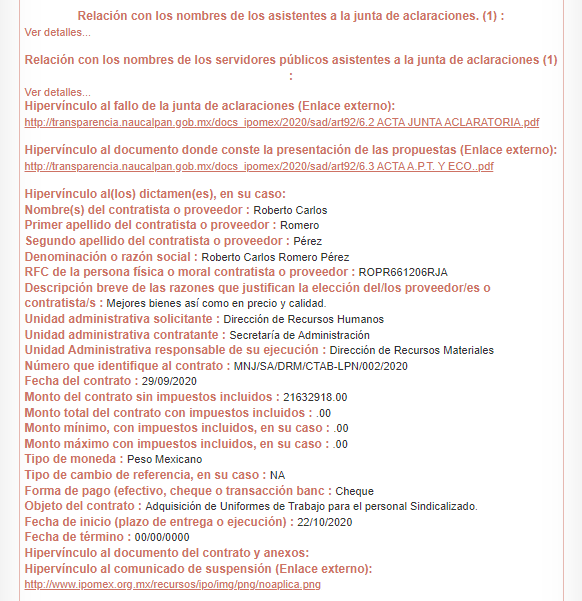 Relación con los nombres de los asistentes a la junta de aclaraciones. (1) :
Ver detalles...
Relación con los nombres de los servidores públicos asistentes a la junta de aclaraciones (1)
:
Ver detalles...
Hipervínculo al fallo de la junta de aclaraciones (Enlace externo):
http://transparencia.naucalpan.gob.mx/docs_ipomex/2020/sad/art92/6.2 ACTA JUNTA ACLARATORIA.pdf
Hipervínculo al documento donde conste la presentación de las propuestas (Enlace externo):
http://transparencia.naucalpan.gob.mx/docs_ipomex/2020/sad/art92/6.3 ACTA A.P.T. Y ECO..pdf
Hipervínculo al(los) dictamen(es), en su caso:
Nombre(s) del contratista o proveedor : Roberto Carlos
Primer apellido del contratista o proveedor : Romero
Segundo apellido del contratista o proveedor : Pérez
Denominación o razón social : Roberto Carlos Romero Pérez
RFC de la persona física o moral contratista o proveedor : ROPR661206RJA
Descripción breve de las razones que justifican la elección del/los proveedor/es o
contratista/s : Mejores bienes así como en precio y calidad.
Unidad administrativa solicitante : Dirección de Recursos Humanos
Unidad administrativa contratante : Secretaría de Administración
Unidad Administrativa responsable de su ejecución : Dirección de Recursos Materiales
Número que identifique al contrato : MNJ/SA/DRM/CTAB-LPN/002/2020
Fecha del contrato : 29/09/2020
Monto del contrato sin impuestos incluidos : 21632918.00
Monto total del contrato con impuestos incluidos : .00
Monto mínimo, con impuestos incluidos, en su caso : .00
Monto máximo con impuestos incluidos, en su caso : .00
Tipo de moneda : Peso Mexicano
Tipo de cambio de referencia, en su caso : NA
Forma de pago (efectivo, cheque o transacción banc : Cheque
Objeto del contrato : Adquisición de Uniformes de Trabajo para el personal Sindicalizado.
Fecha de inicio (plazo de entrega o ejecución) : 22/10/2020
Fecha de término : 00/00/0000
Hipervínculo al documento del contrato y anexos:
Hipervínculo al comunicado de suspensión (Enlace externo):
http://www.ipomex.org.mx/recursos/ipo/img/png/noaplica.png